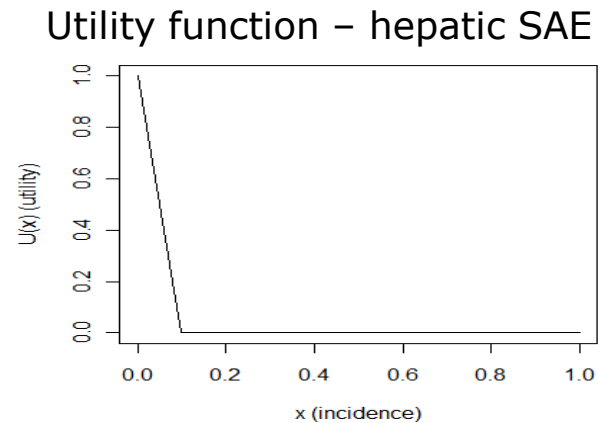 Utility function – hepatic SAE
U(x) (utility)
1.0
0.8
0.6
0.4
0.2
0.0
0.0 0.2 0.4 0.6 0.8 1.0
x (incidence)